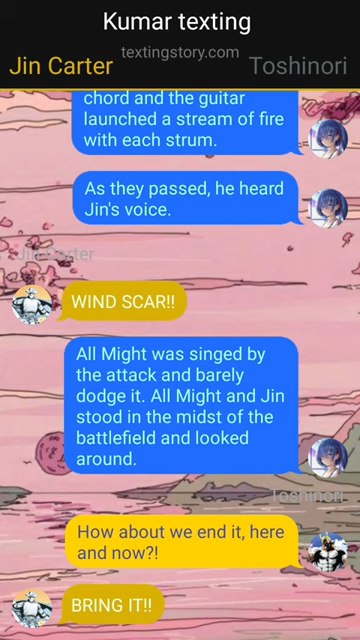 Kumar texting
textingstory.com
Jin Carter
Toshinori
chord and the guitar
launched a stream of fire
with each strum.
As they passed, he heard
Jin's voice.
Jin Carter
WIND SCAR!!
All Might was singed by
the attack and barely
dodge it. All Might and Jin
stood in the midst of the
battlefield and looked
around.
Toshinori
How about we end it, here
and now?!
BRING IT!!